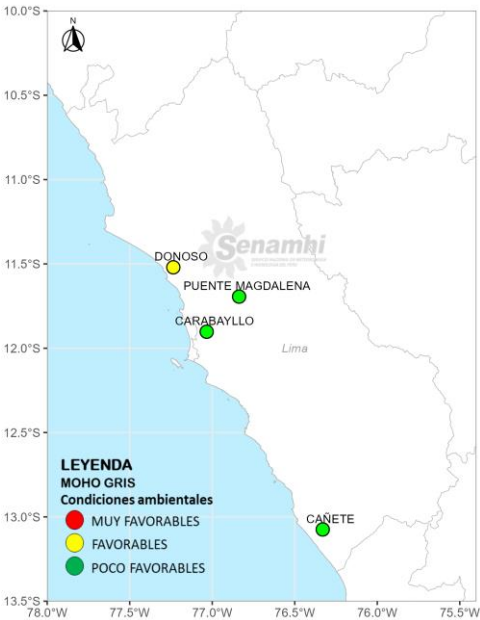 10.0°S
N
10.5°S
11.0°S
DONOSO
Senamhi
11.5°S
PUENTE MAGDALENA
CARABAYLLO
12.0°S
Lima
12.5°S
LEYENDA
MOHO GRIS
Condiciones ambientales
MUY FAVORABLES
FAVORABLES
POCO FAVORABLES
CAÑETE
13.0°S
13.5°S
78.0°W 77.5°W 77.0°W 76.5°W 76.0°W 75.5°W